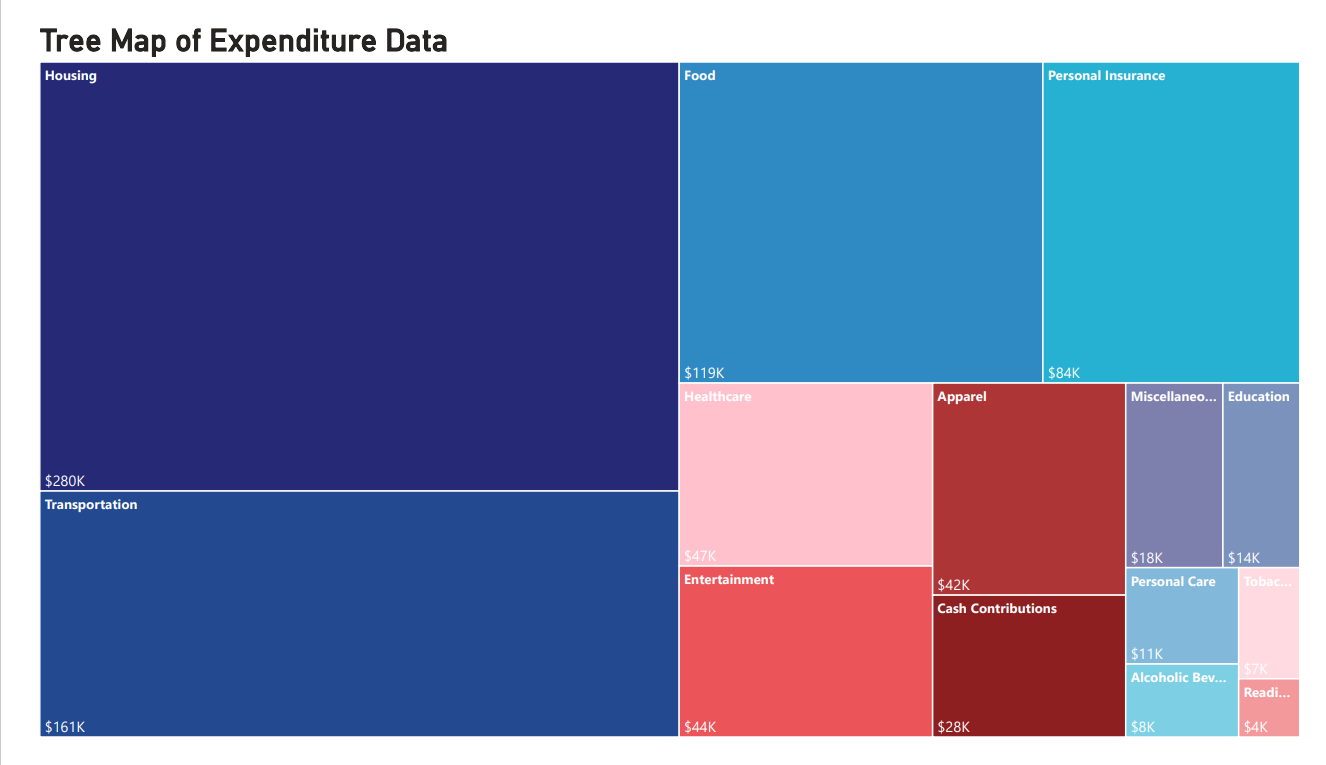 Tree Map of Expenditure Data
Housing
$280K
Transportation
$161K
Food
$119K
Personal Insurance
$84K
Healthcare
$47K
Entertainment
$44K
Apparel
$42K
Cash Contributions
$28K
Miscellaneo...
$18K
Education
$14K
Personal Care
$11K
Alcoholic Bev...
$8K
Tobac...
$7K
Readi...
$4K